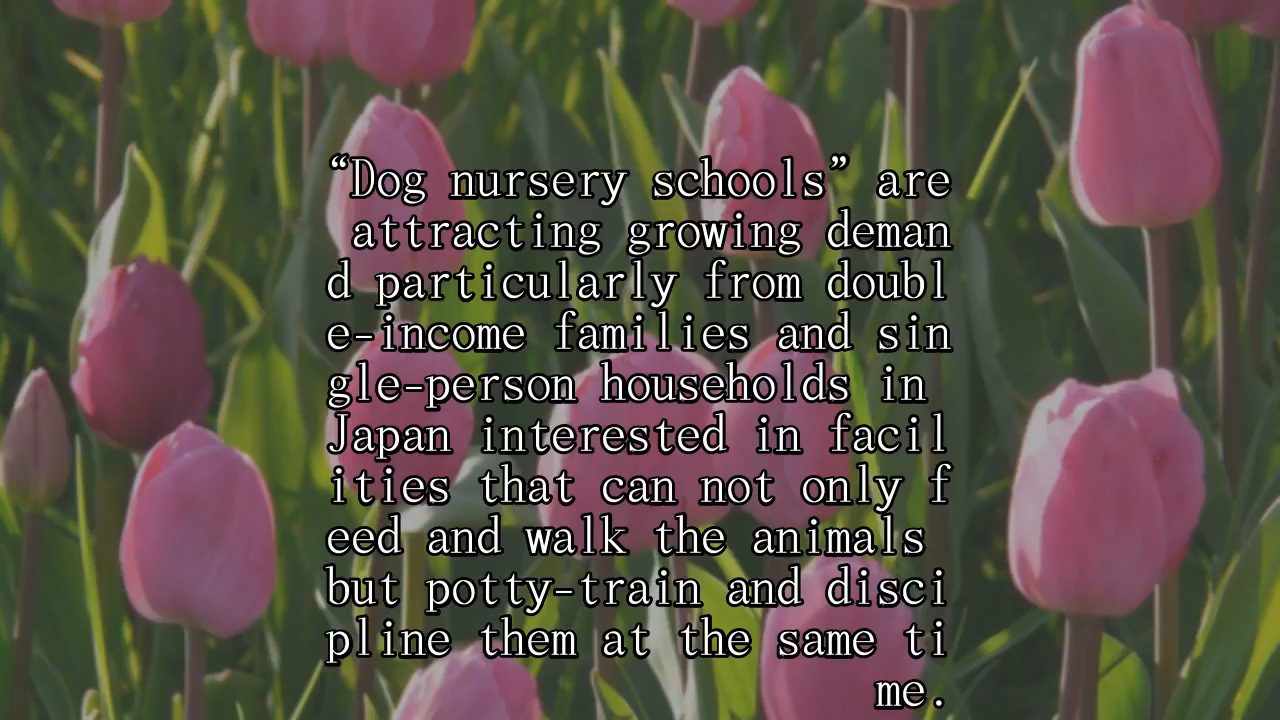 “Dog nursery schools” are
attracting growing deman
d particularly from doubl
e-income families and sin
gle-person households in
Japan interested in facil
ities that can not only f
eed and walk the animals
but potty-train and disci
pline them at the same ti
me.